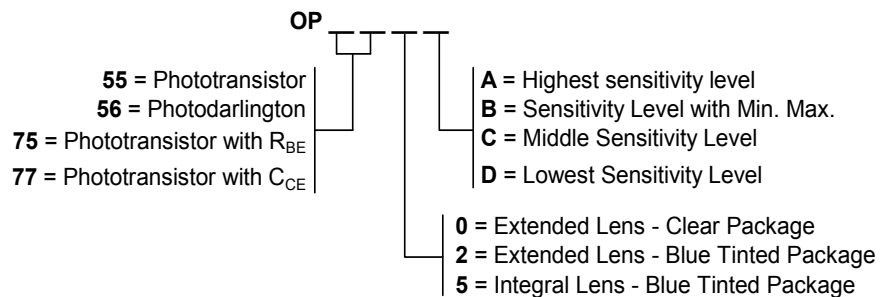 OP
55 = Phototransistor
56 = Photodarlington
75 = Phototransistor with RBE
77 = Phototransistor with CCE
A = Highest sensitivity level
B = Sensitivity Level with Min. Max.
C = Middle Sensitivity Level
D = Lowest Sensitivity Level
0 = Extended Lens - Clear Package
2 = Extended Lens - Blue Tinted Package
5 = Integral Lens - Blue Tinted Package